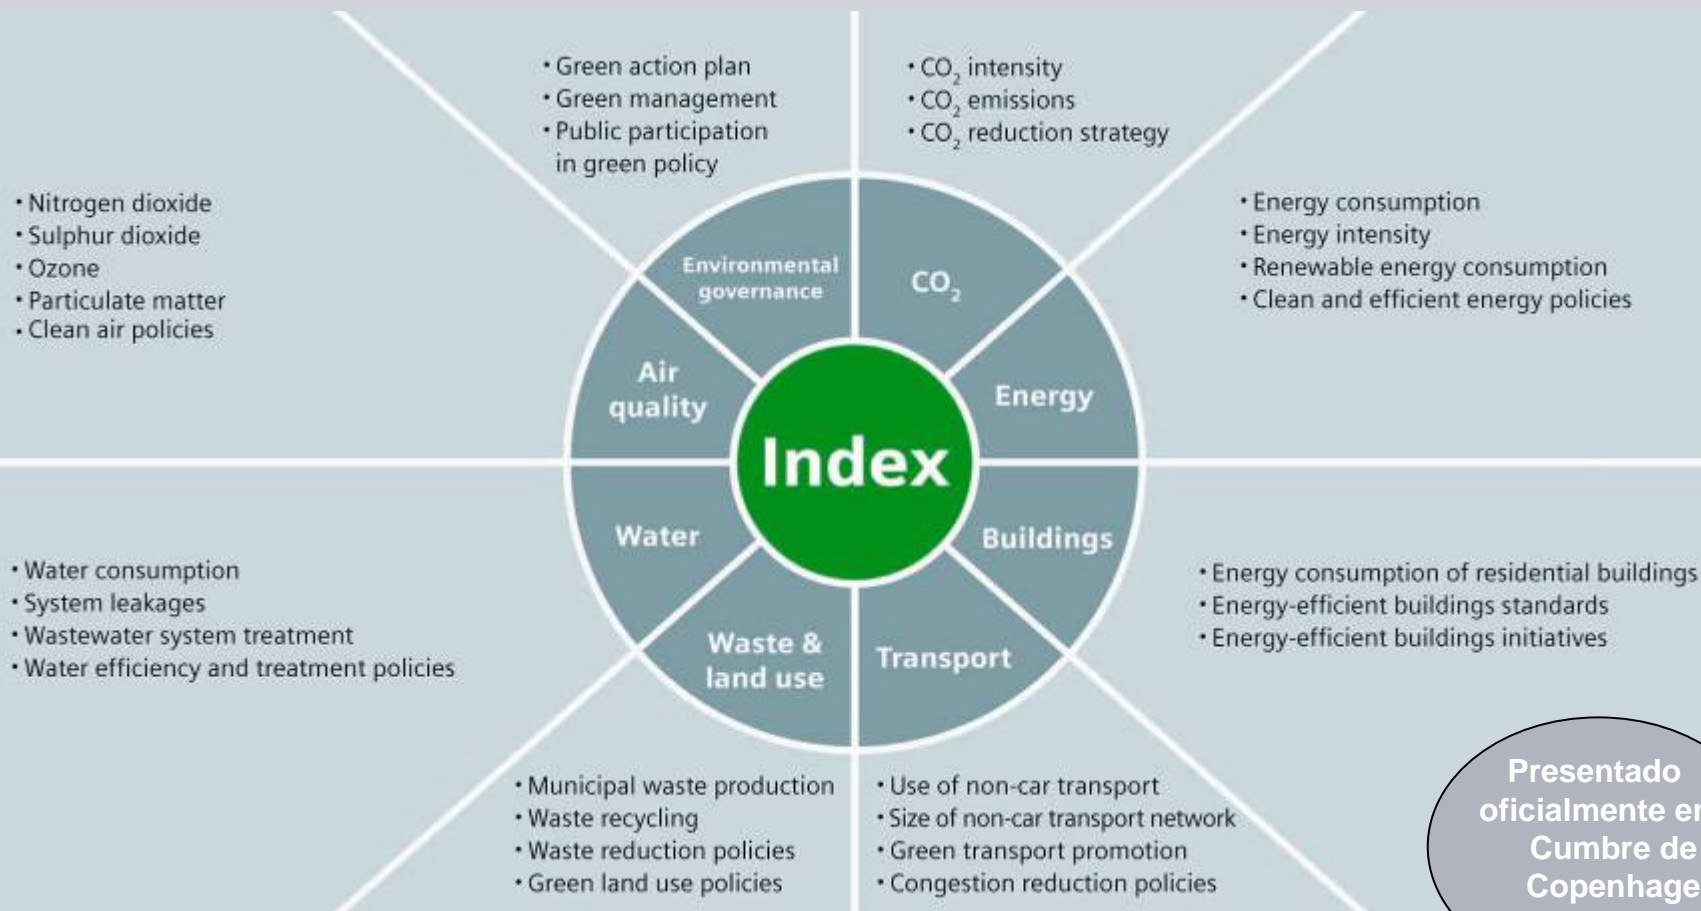 • Green action plan
• Green management
• Public participation
in green policy
• CO₂ intensity
• CO₂ emissions
• CO₂ reduction strategy
• Nitrogen dioxide
• Sulphur dioxide
• Ozone
• Particulate matter
• Clean air policies
• Energy consumption
• Energy intensity
• Renewable energy consumption
• Clean and efficient energy policies
Environmental
governance
CO₂
Air
quality
Energy
Index
Water
Buildings
Waste &
land use
Transport
• Water consumption
• System leakages
• Wastewater system treatment
• Water efficiency and treatment policies
• Energy consumption of residential buildings
• Energy-efficient buildings standards
• Energy-efficient buildings initiatives
• Municipal waste production
• Waste recycling
• Waste reduction policies
• Green land use policies
• Use of non-car transport
• Size of non-car transport network
• Green transport promotion
• Congestion reduction policies
Presentado
oficialmente
Cumbre de